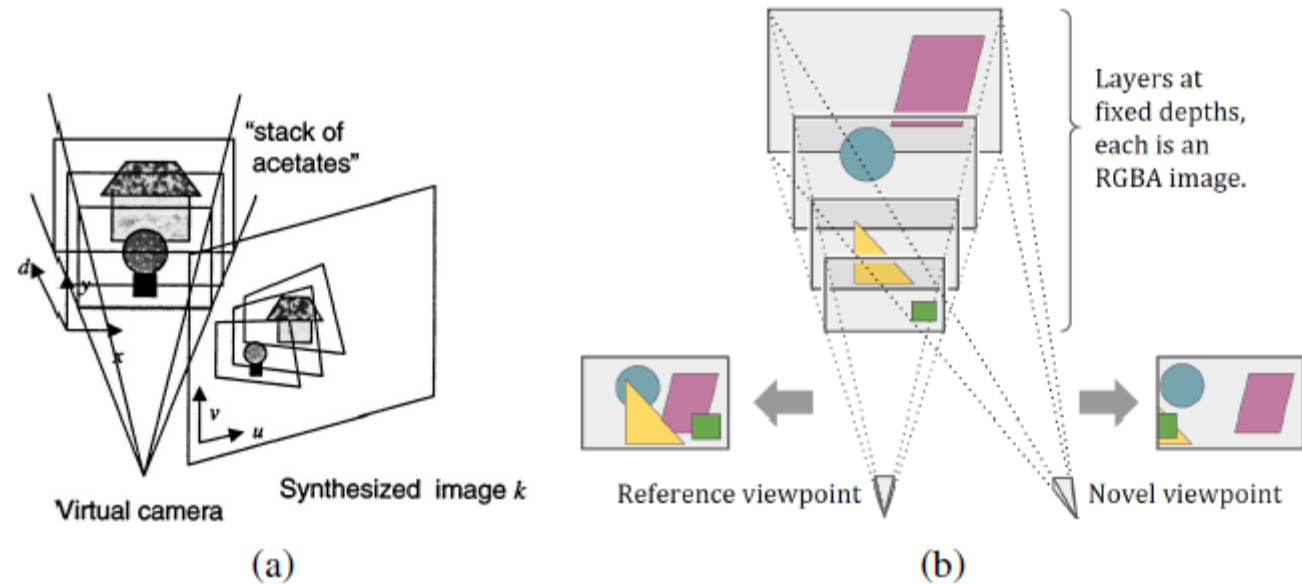 "stack of
acetates"
d
y
x
v
u
Virtual camera
Synthesized image k
(a)
Layers at
fixed depths,
each is an
RGBA image.
Reference viewpoint
Novel viewpoint
(b)